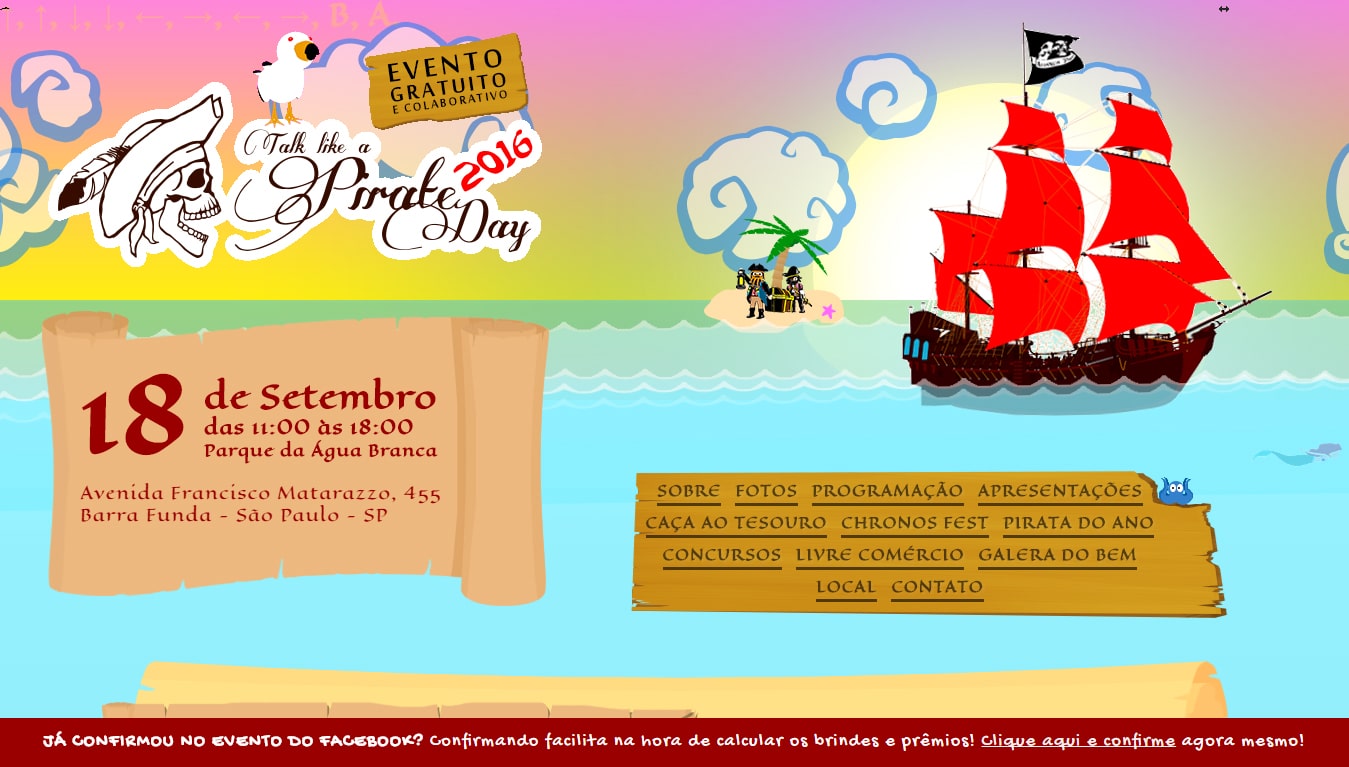 ↑, ↑, ↓, ↓, ←, →, ←, →, B, A
EVENTO
GRATUITO
E COLABORATIVO
Talk like a
Pirate
Day
2016
18 de Setembro
das 11:00 às 18:00
Parque da Água Branca
Avenida Francisco Matarazzo, 455
Barra Funda - São Paulo - SP
SOBRE FOTOS PROGRAMAÇÃO APRESENTAÇÕES
CAÇA AO TESOURO CHRONOS FEST PIRATA DO ANO
CONCURSOS LIVRE COMÉRCIO GALERA DO BEM
LOCAL CONTATO
JÁ CONFIRMOU NO EVENTO DO FACEBOOK? Confirmando facilita na hora de calcular os brindes e prêmios! Clique aqui e confirme agora mesmo!